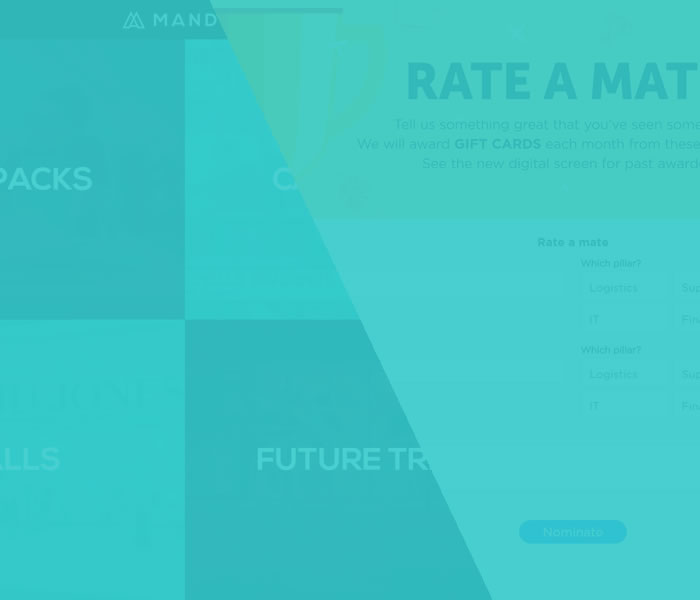 MAND
RATE A MAT
Tell us something great that you've seen some
We will award GIFT CARDS each month from these
See the new digital screen for past award
PACKS
Rate a mate
Which pillar?
Logistics Sup
IT Fin
Which pillar?
Logistics Sup
IT Fin
ALLS FUTURE TR
Nominate